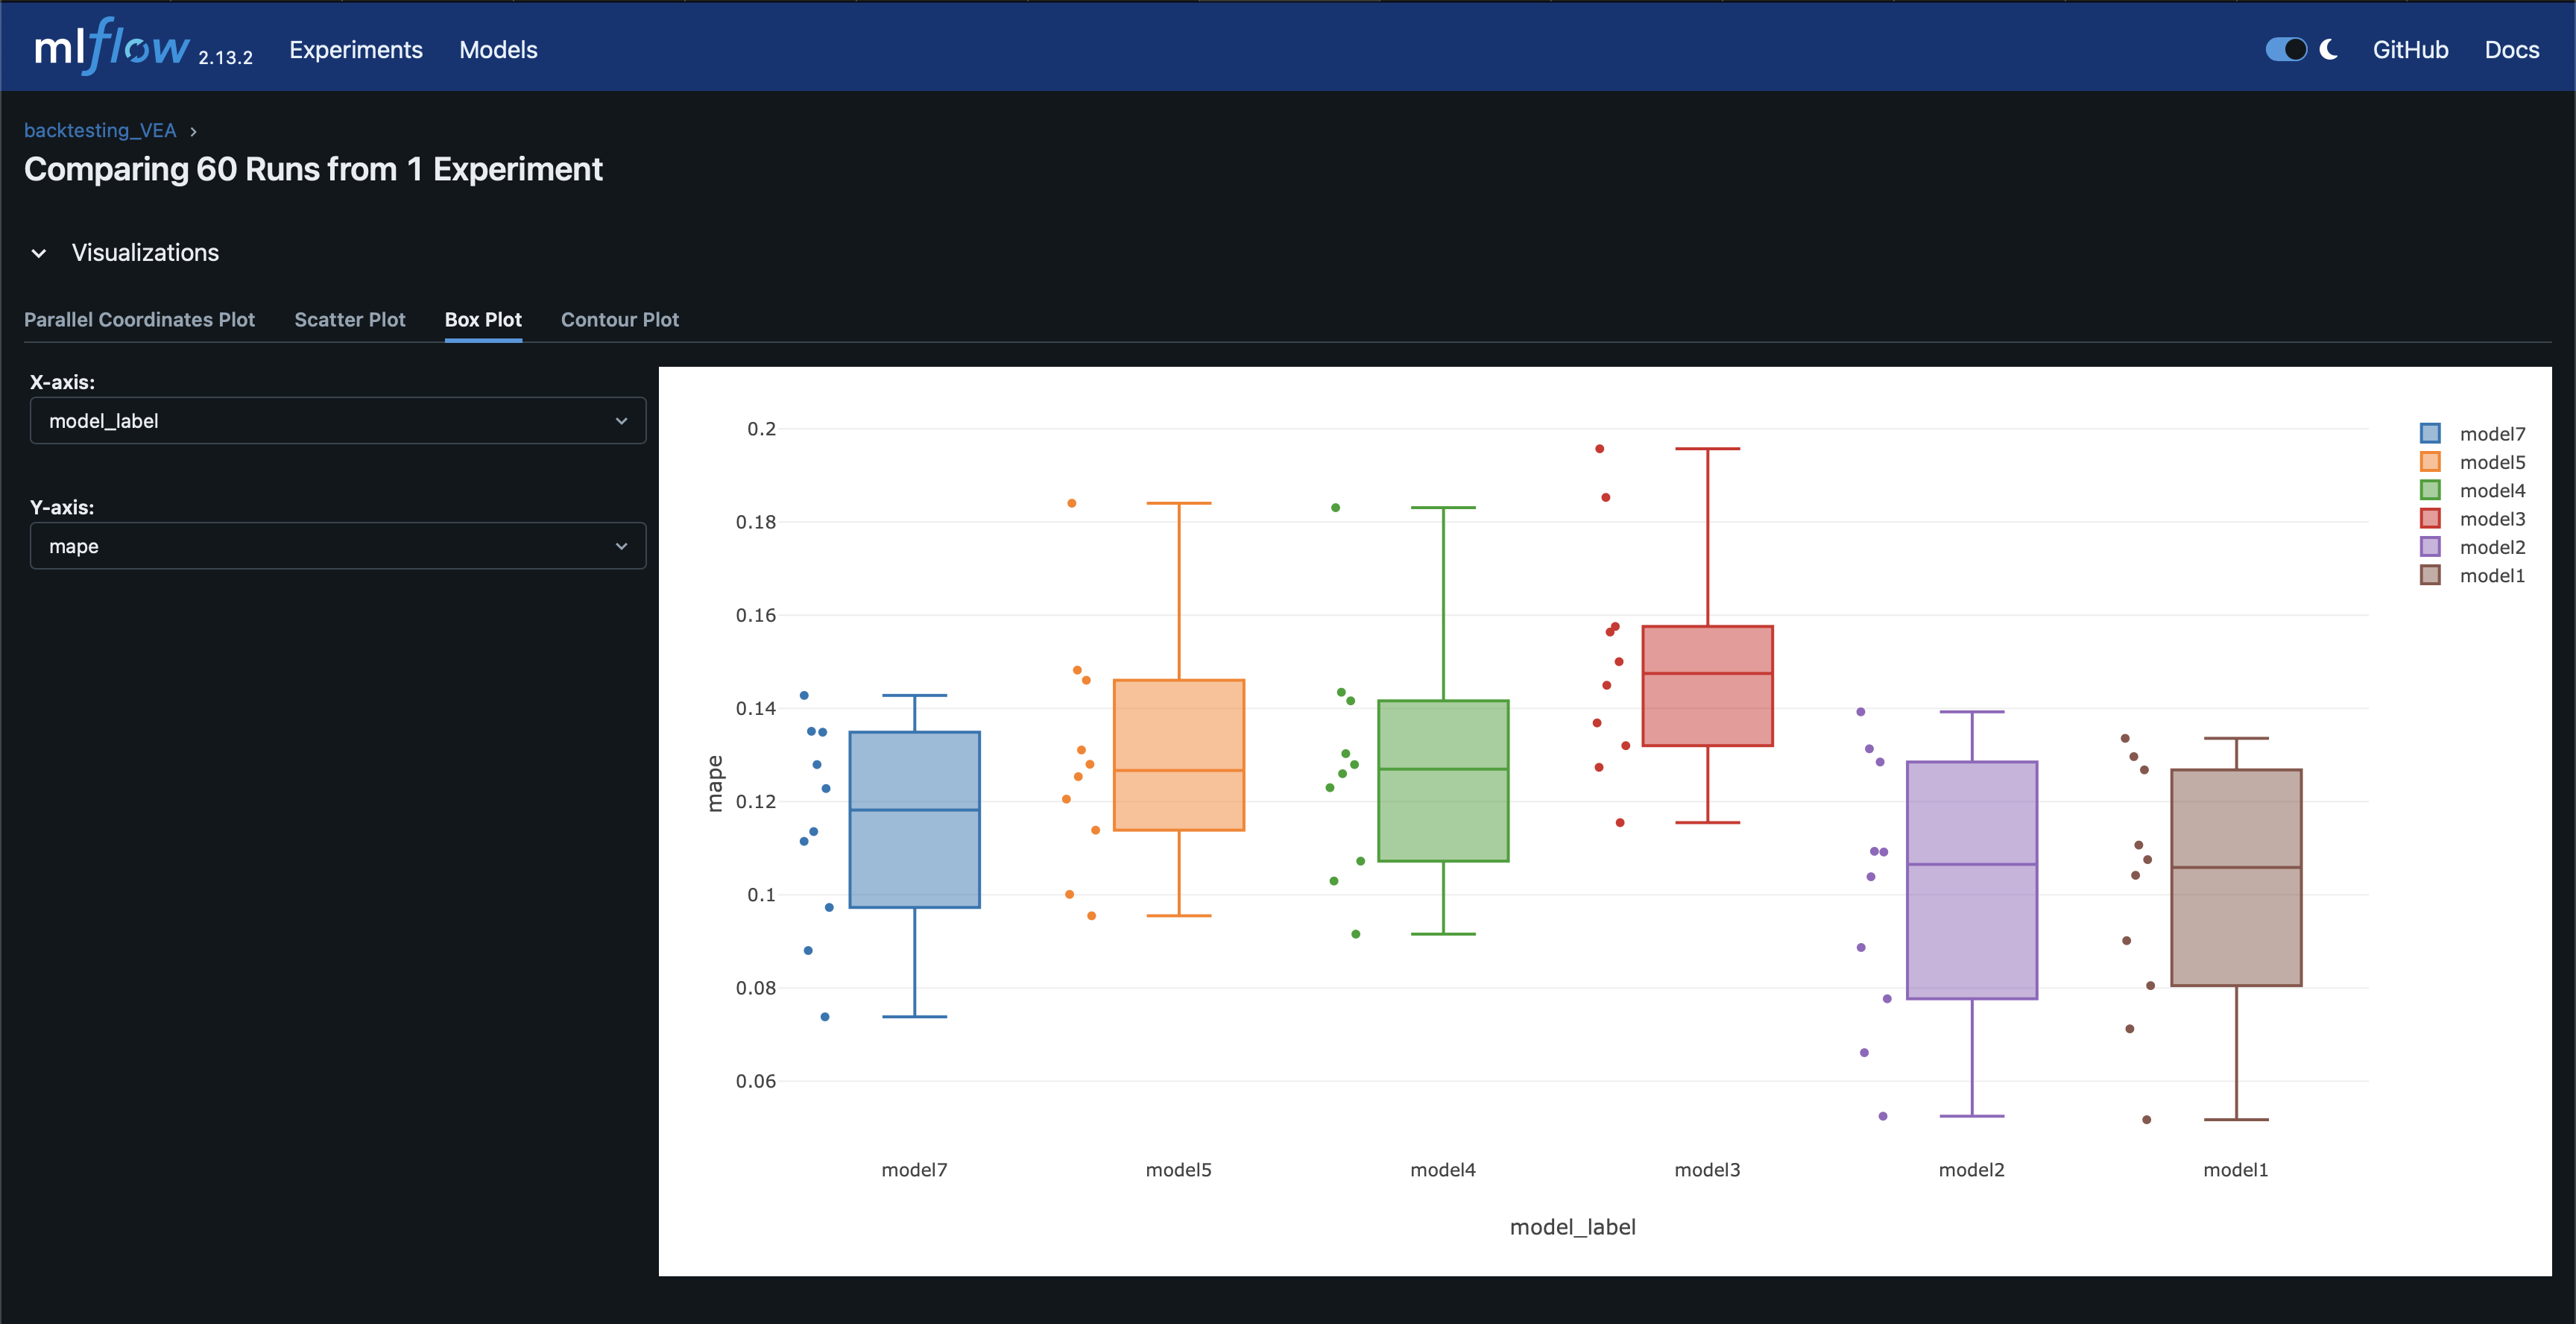 mlflow 2.13.2 Experiments Models GitHub Docs
backtesting_VEA
Comparing 60 Runs from 1 Experiment
Visualizations
Parallel Coordinates Plot Scatter Plot Box Plot Contour Plot
X-axis:
model_label
Y-axis:
mape
0.2
0.18
0.16
0.14
0.12
0.1
0.08
0.06
mape
model7 model5 model4 model3 model2 model1
model_label
model7
model5
model4
model3
model2
model1